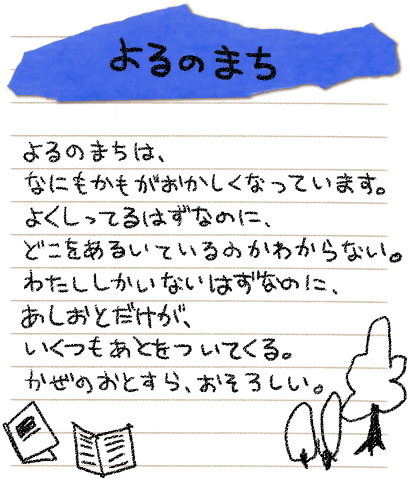 よるのまち
よるのまちは、
なにもかもがおかしくなっています。
よくしってるはずなのに、
どこをあるいているのかわからない。
わたししかいないはずなのに、
あしおとだけが、
いくつもあとをついてくる。
かぜのおとすら、おそろしい。